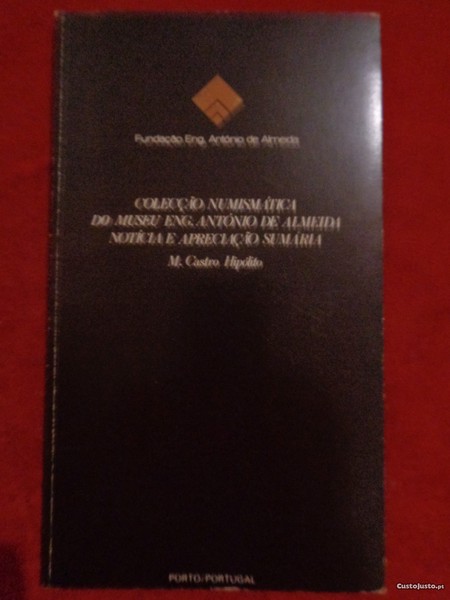 Fundação Eng. António de Almeida
COLECÇÃO NUMISMÁTICA
DO MUSEU ENG. ANTÓNIO DE ALMEIDA
NOTÍCIA E APRECIAÇÃO SUMÁRIA
M. Castro Hipólito
PORTO/PORTUGAL
CustoJusto.pt